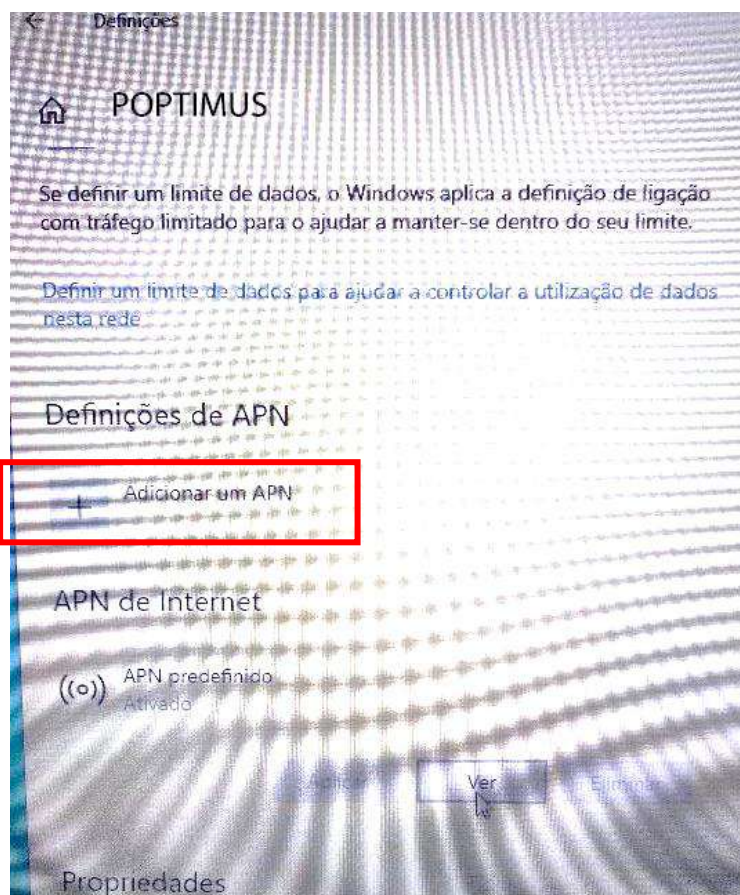 Definições
POPTIMUS
Se definir um limite de dados, o Windows aplica a definição de ligação
com tráfego limitado para o ajudar a manter-se dentro do seu limite.
Definir um limite de dados para ajudar a controlar a utilização de dados
nesta rede
Definições de APN
Adicionar um APN
APN de Internet
APN predefinido
Ativado
Ver
Eliminar
Propriedades